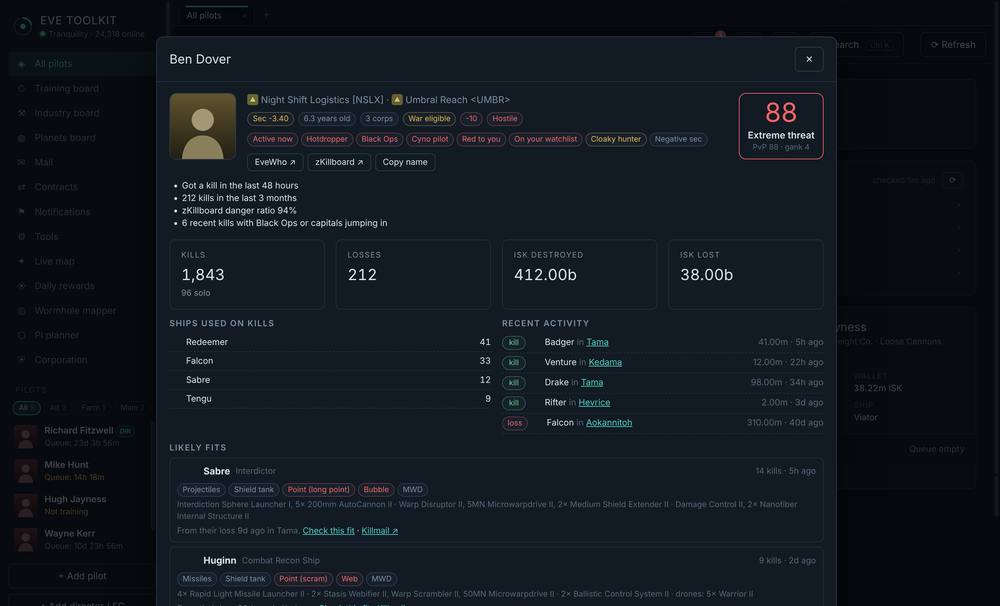 EVE TOOLKIT
Tranquility · 24,318 online
All pilots
Training board
Industry board
Planets board
Mail
Contracts
Notifications
Tools
Live map
Daily rewards
Wormhole mapper
PI planner
Corporation
PILOTS
All 5 Alt 2 Farm 1 Main 2
Richard Fitzwell DIR
Queue: 23d 3h 56m
Mike Hunt
Queue: 14h 18m
Hugh Jayness
Not training
Wayne Kerr
Queue: 10d 23h 56m
+ Add pilot
All pilots × +
Ctrl K
⟳ Refresh
checked 5m ago
WALLET
38.22m ISK
SHIP
Viator
Queue empty
Ben Dover
×
Night Shift Logistics [NSLX] · Umbral Reach <UMBR>
Sec -3.40 6.3 years old 3 corps War eligible -10 Hostile
Active now Hotdropper Black Ops Cyno pilot Red to you On your watchlist Cloaky hunter Negative sec
EveWho ↗ zKillboard ↗ Copy name
88
Extreme threat
PvP 88 · gank 4
• Got a kill in the last 48 hours
• 212 kills in the last 3 months
• zKillboard danger ratio 94%
• 6 recent kills with Black Ops or capitals jumping in
KILLS
1,843
96 solo
LOSSES
212
ISK DESTROYED
412.00b
ISK LOST
38.00b
SHIPS USED ON KILLS
Redeemer 41
Falcon 33
Sabre 12
Tengu 9
RECENT ACTIVITY
kill Badger in Tama 41.00m · 5h ago
kill Venture in Kedama 12.00m · 22h ago
kill Drake in Tama 98.00m · 34h ago
kill Rifter in Hevrice 2.00m · 3d ago
loss Falcon in Aokannitoh 310.00m · 40d ago
LIKELY FITS
Sabre Interdictor 14 kills · 5h ago
Projectiles Shield tank Point (long point) Bubble MWD
Interdiction Sphere Launcher I, 5× 200mm AutoCannon II · Warp Disruptor II, 5MN Microwarpdrive II, 2× Medium Shield Extender II · Damage Control II, 2× Nanofiber
Internal Structure II
From their loss 9d ago in Tama. Check this fit · Killmail ↗
Huginn Combat Recon Ship 9 kills · 2d ago
Missiles Shield tank Point (scram) Web MWD
4× Rapid Light Missile Launcher II · 2× Stasis Webifier II, Warp Scrambler II, 50MN Microwarpdrive II · 2× Ballistic Control System II · drones: 5× Warrior II